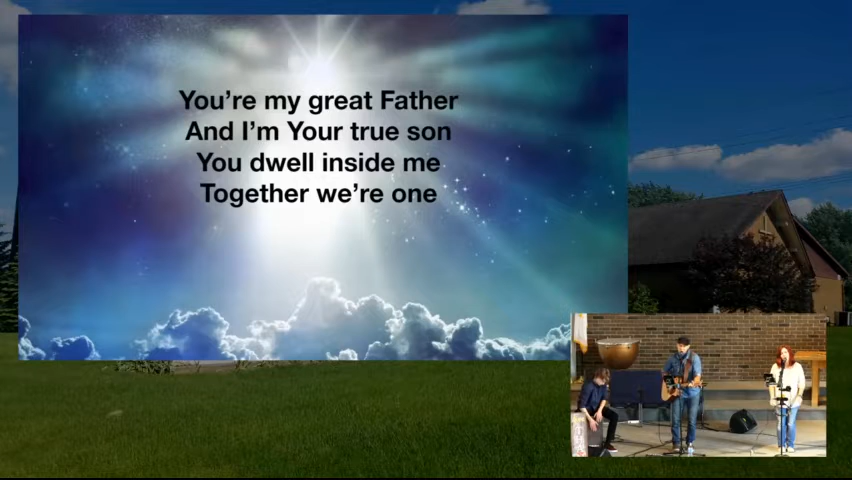 You're my great Father
And I'm Your true son
You dwell inside me
Together we're one